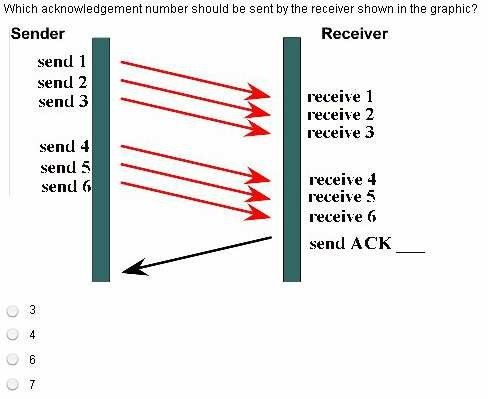 Which acknowledgement number should be sent by the receiver shown in the graphic?
Sender Receiver
send 1
send 2
send 3
receive 1
receive 2
receive 3
send 4
send 5
send 6
receive 4
receive 5
receive 6
send ACK ___
3
4
6
7